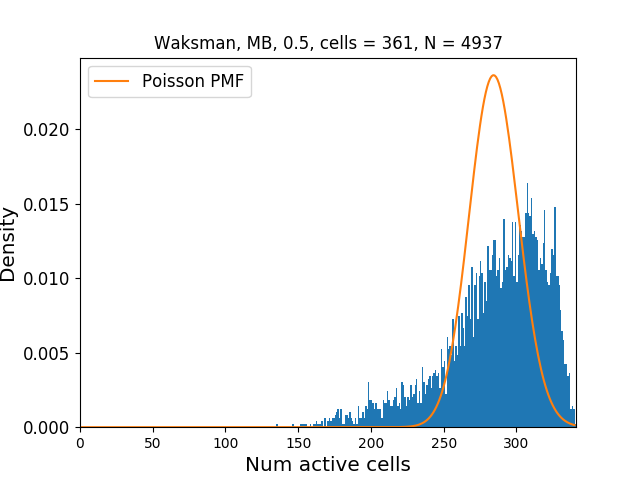 Waksman, MB, 0.5, cells = 361, N = 4937
Poisson PMF
Density
0.020
0.015
0.010
0.005
0.000
0 50 100 150 200 250 300
Num active cells